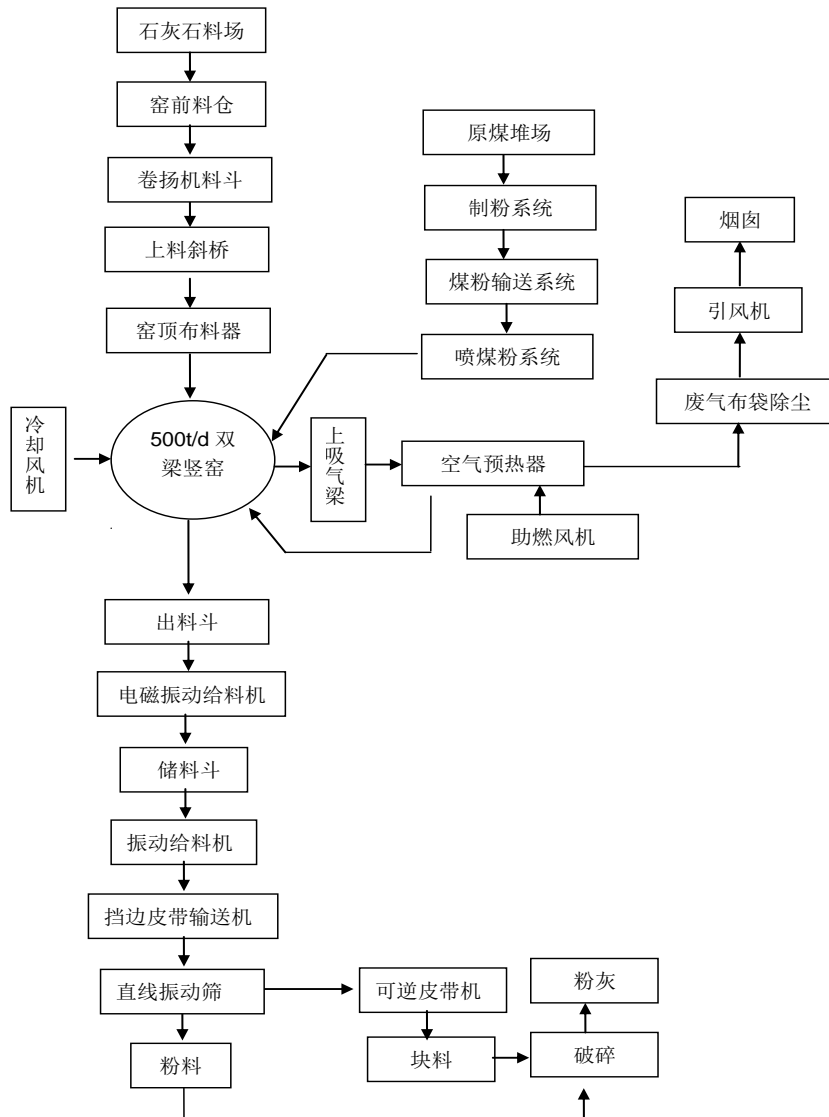 石灰石料场
窑前料仓
卷扬机料斗
上料斜桥
窑顶布料器
原煤堆场
制粉系统
煤粉输送系统
喷煤粉系统
烟囱
引风机
废气布袋除尘
冷却风机
500t/d 双
梁竖窑
上吸气梁
空气预热器
助燃风机
出料斗
电磁振动给料机
储料斗
振动给料机
挡边皮带输送机
直线振动筛
可逆皮带机
粉灰
粉料
块料
破碎